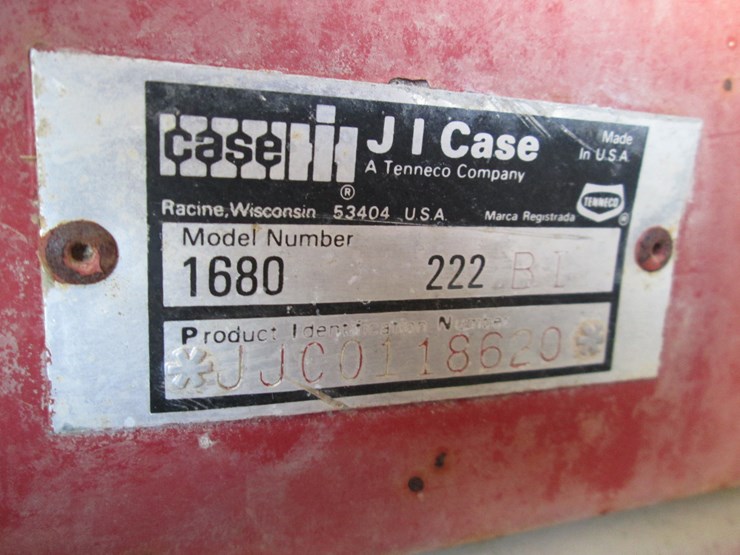 case IH J I Case
A Tenneco Company
Made
In U.S.A.
®
TENNECO
®
Racine, Wisconsin 53404 U.S.A. Marca Registrada
Model Number
1680 222 B I
Product Identification Number
*JJC0118620*